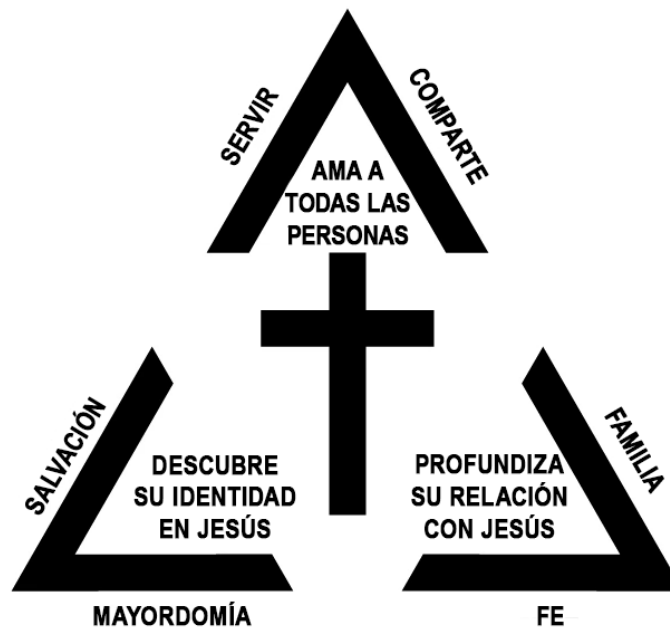 SERVIR
COMPARTE
AMA A
TODAS LAS
PERSONAS
SALVACIÓN
DESCUBRE
SU IDENTIDAD
EN JESÚS
MAYORDOMÍA
PROFUNDIZA
SU RELACIÓN
CON JESÚS
FAMILIA
FE